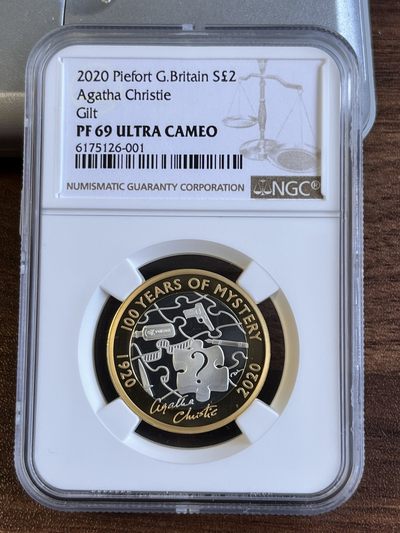 2020 Piefort G.Britain S£2
Agatha Christie
Gilt
PF 69 ULTRA CAMEO
6175126-001
NUMISMATIC GUARANTY CORPORATION
NGC®
100 YEARS OF MYSTERY
1920
2020
?
Agatha
Christie